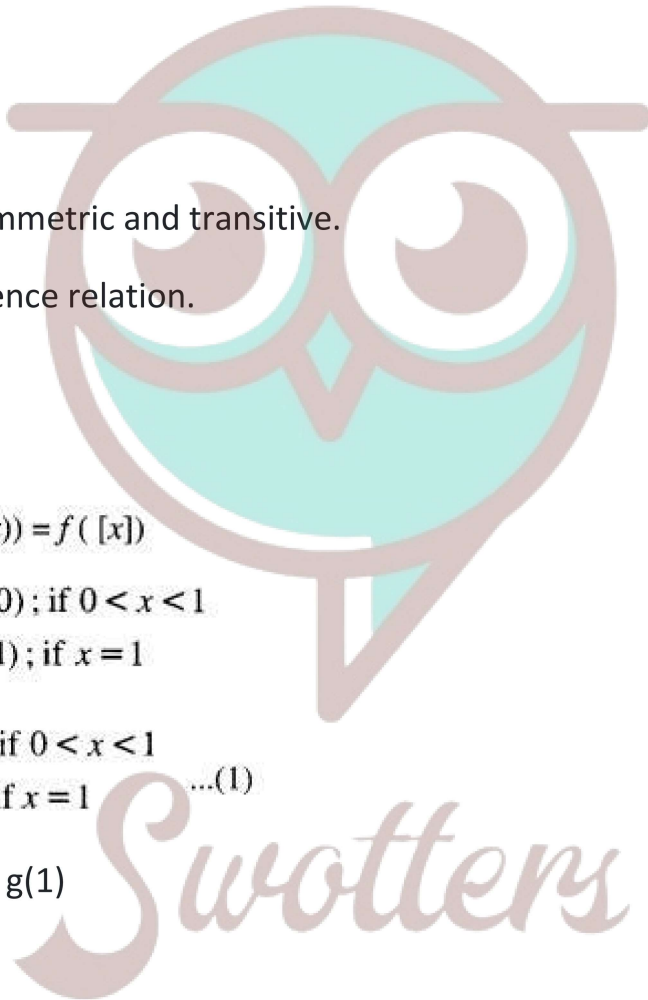 mmetric and transitive.
ence relation.
)) = f ( [x])
0) ; if 0 < x < 1
1) ; if x = 1
if 0 < x < 1
f x = 1 ...(1)
g(1)
Swotters